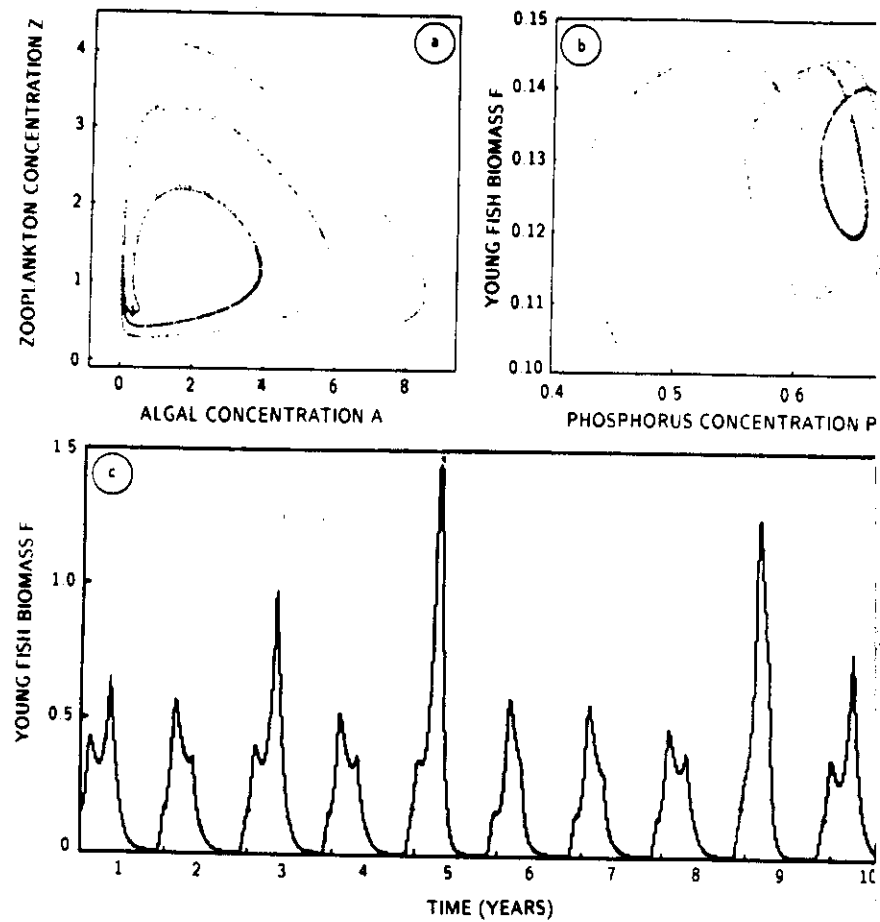 a
ZOOPLANKTON CONCENTRATION Z
4
3
2
1
0
0 2 4 6 8
ALGAL CONCENTRATION A
b
YOUNG FISH BIOMASS F
0.15
0.14
0.13
0.12
0.11
0.10
0.4 0 5 0 6
PHOSPHORUS CONCENTRATION P
c
YOUNG FISH BIOMASS F
1 5
1 0
0.5
0
1 2 3 4 5 6 7 8 9 10
TIME (YEARS)